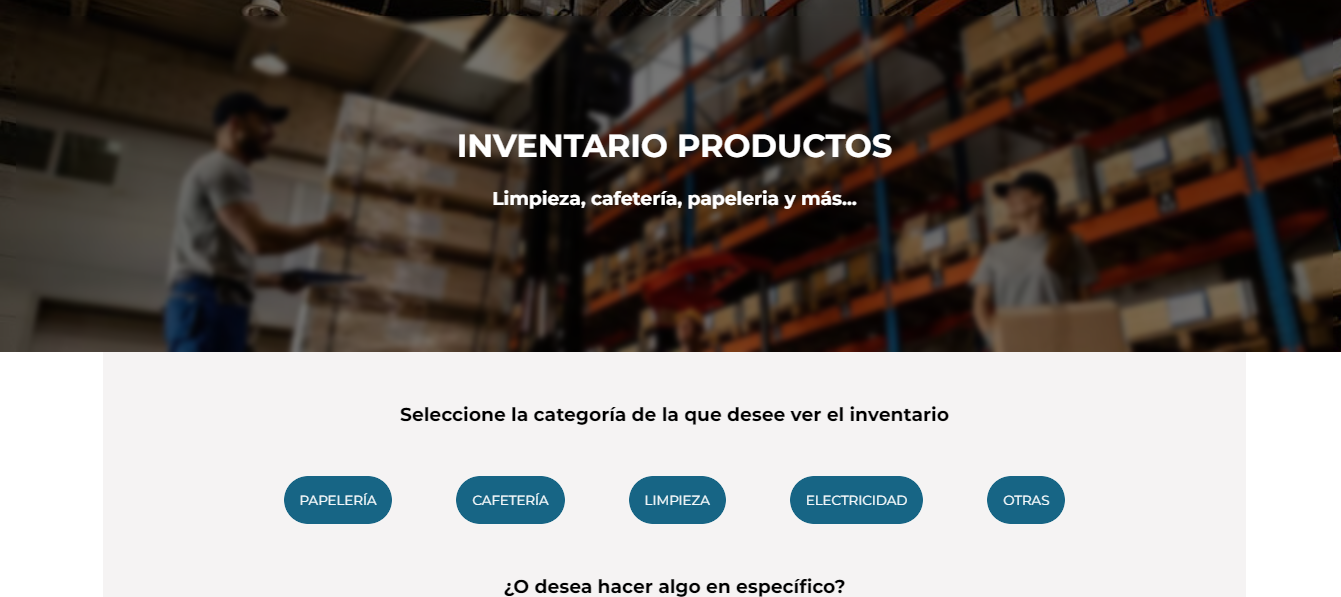 INVENTARIO PRODUCTOS
Limpieza, cafetería, papeleria y más...
Seleccione la categoría de la que desee ver el inventario
PAPELERÍA CAFETERÍA LIMPIEZA ELECTRICIDAD OTRAS
¿O desea hacer algo en específico?